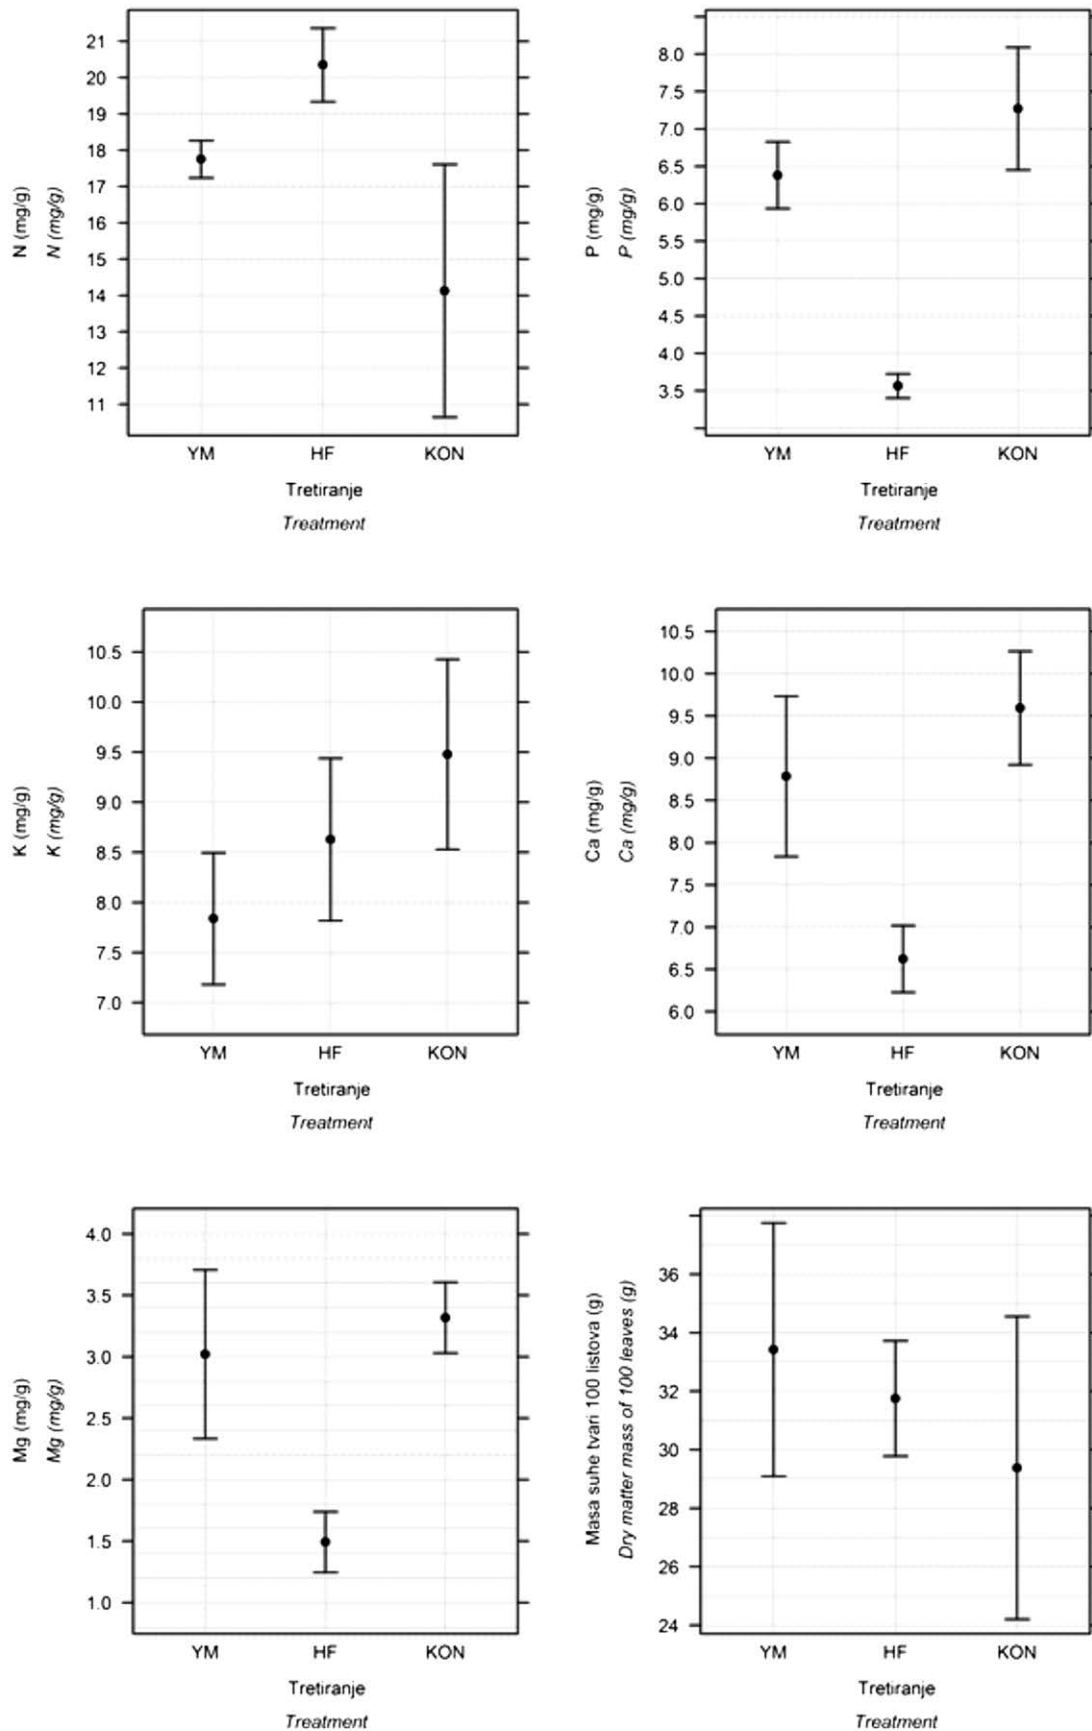 N (mg/g)
N (mg/g)
21
20
19
18
17
16
15
14
13
12
11
YM HF KON
Tretiranje
Treatment
P (mg/g)
P (mg/g)
8.0
7.5
7.0
6.5
6.0
5.5
5.0
4.5
4.0
3.5
YM HF KON
Tretiranje
Treatment
K (mg/g)
K (mg/g)
10.5
10.0
9.5
9.0
8.5
8.0
7.5
7.0
YM HF KON
Tretiranje
Treatment
Ca (mg/g)
Ca (mg/g)
10.5
10.0
9.5
9.0
8.5
8.0
7.5
7.0
6.5
6.0
YM HF KON
Tretiranje
Treatment
Mg (mg/g)
Mg (mg/g)
4.0
3.5
3.0
2.5
2.0
1.5
1.0
YM HF KON
Tretiranje
Treatment
Masa suhe tvari 100 listova (g)
Dry matter mass of 100 leaves (g)
36
34
32
30
28
26
24
YM HF KON
Tretiranje
Treatment